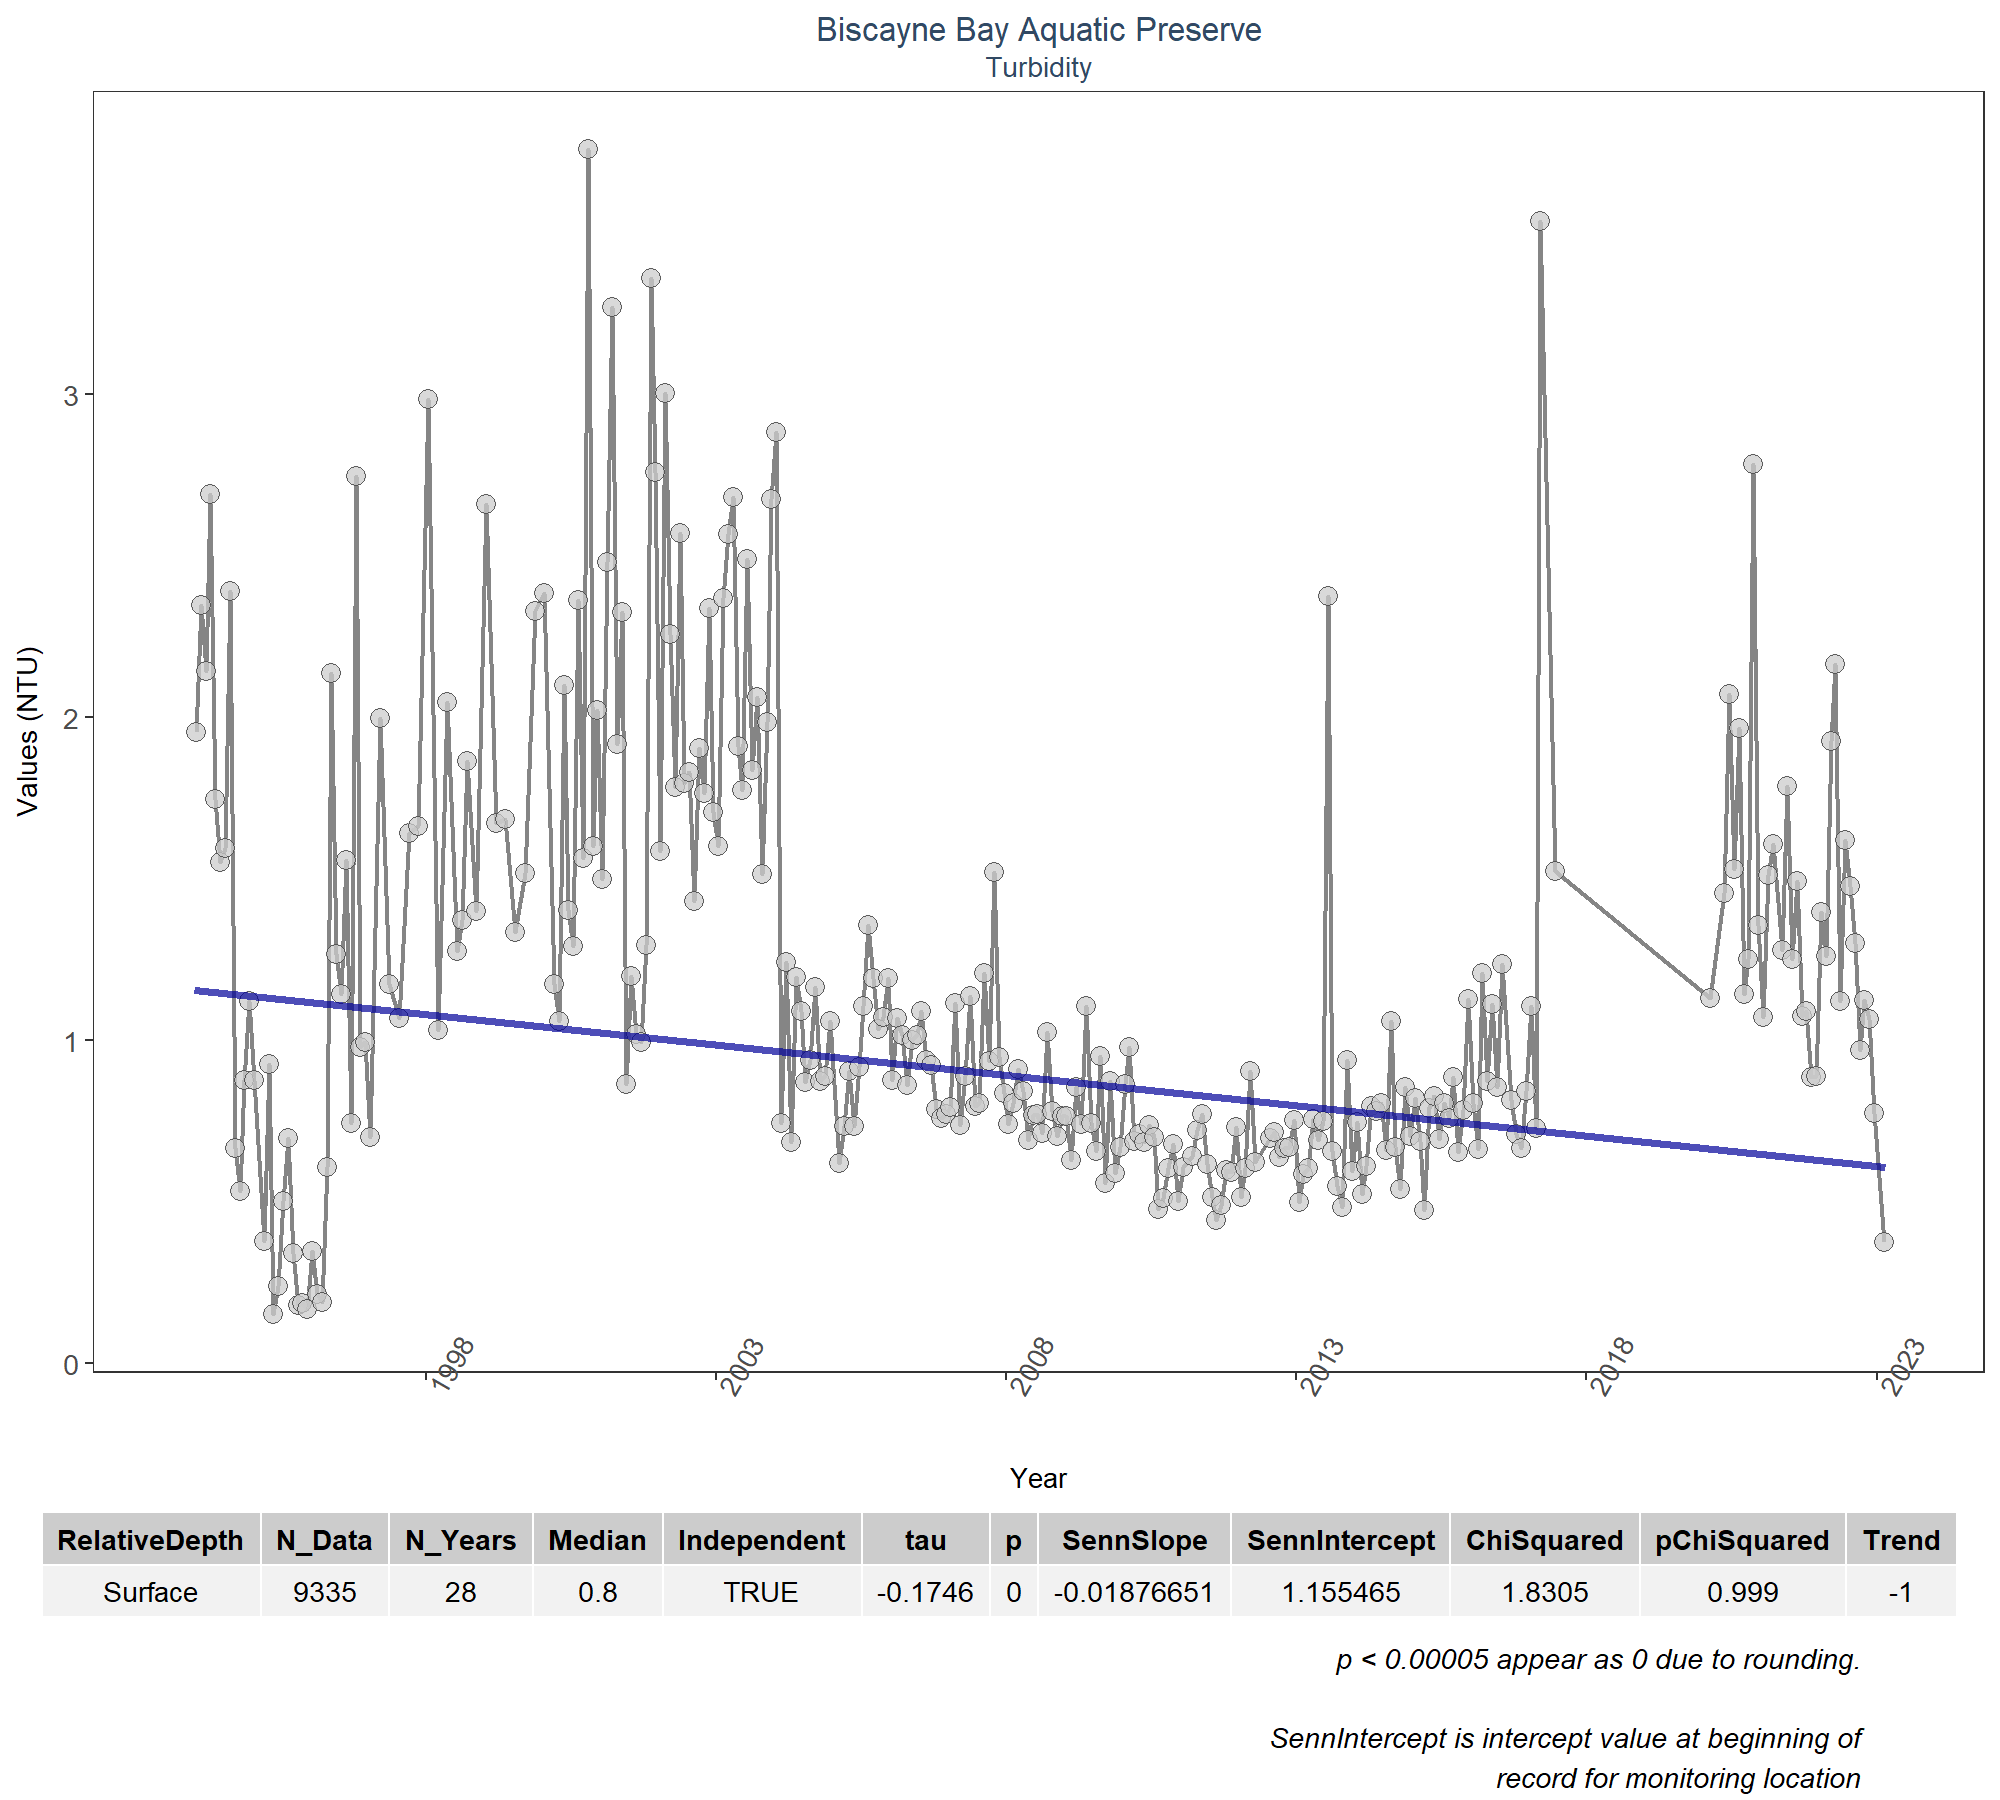 Biscayne Bay Aquatic Preserve
Turbidity
Values (NTU)
3
2
1
0
1998 2003 2008 2013 2018 2023
Year
RelativeDepth N_Data N_Years Median Independent tau p SennSlope SennIntercept ChiSquared pChiSquared Trend
Surface 9335 28 0.8 TRUE -0.1746 0 -0.01876651 1.155465 1.8305 0.999 -1
p < 0.00005 appear as 0 due to rounding.
SennIntercept is intercept value at beginning of
record for monitoring location